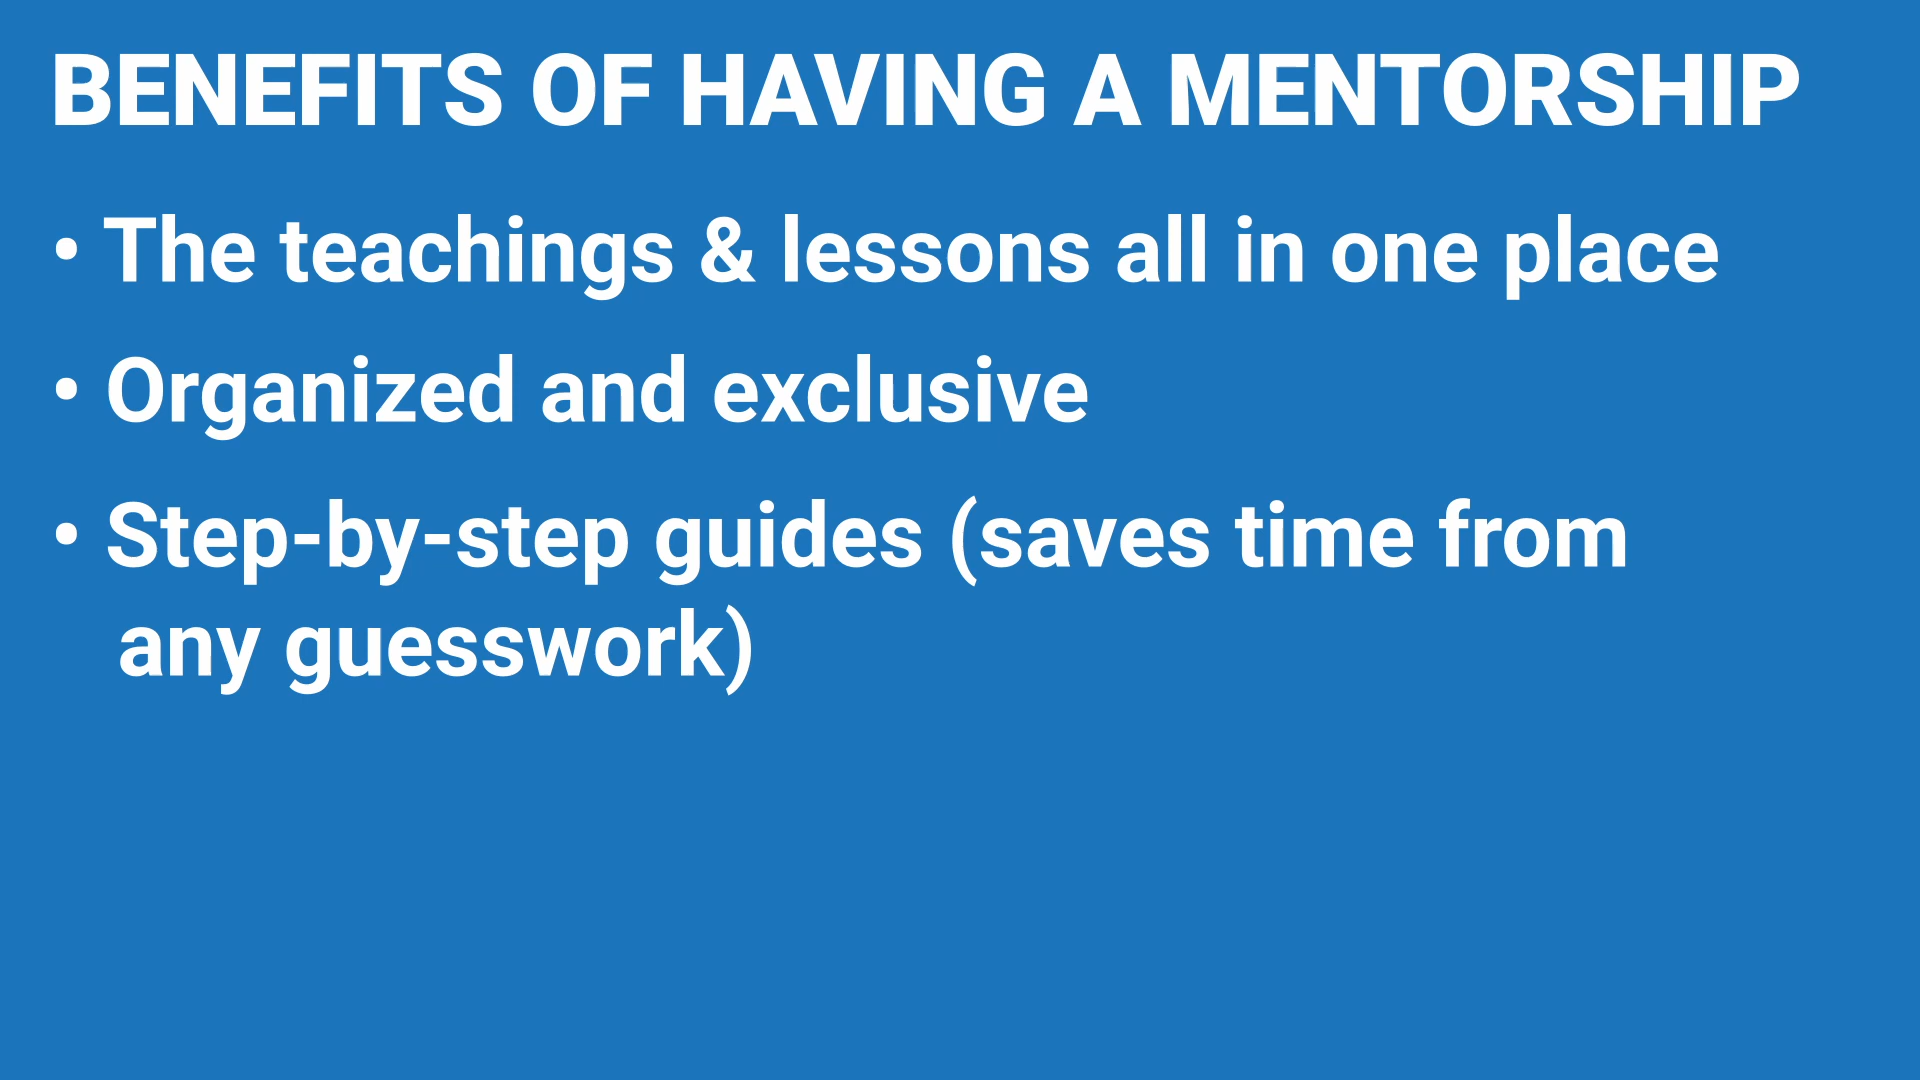 BENEFITS OF HAVING A MENTORSHIP
• The teachings & lessons all in one place
• Organized and exclusive
• Step-by-step guides (saves time from
any guesswork)